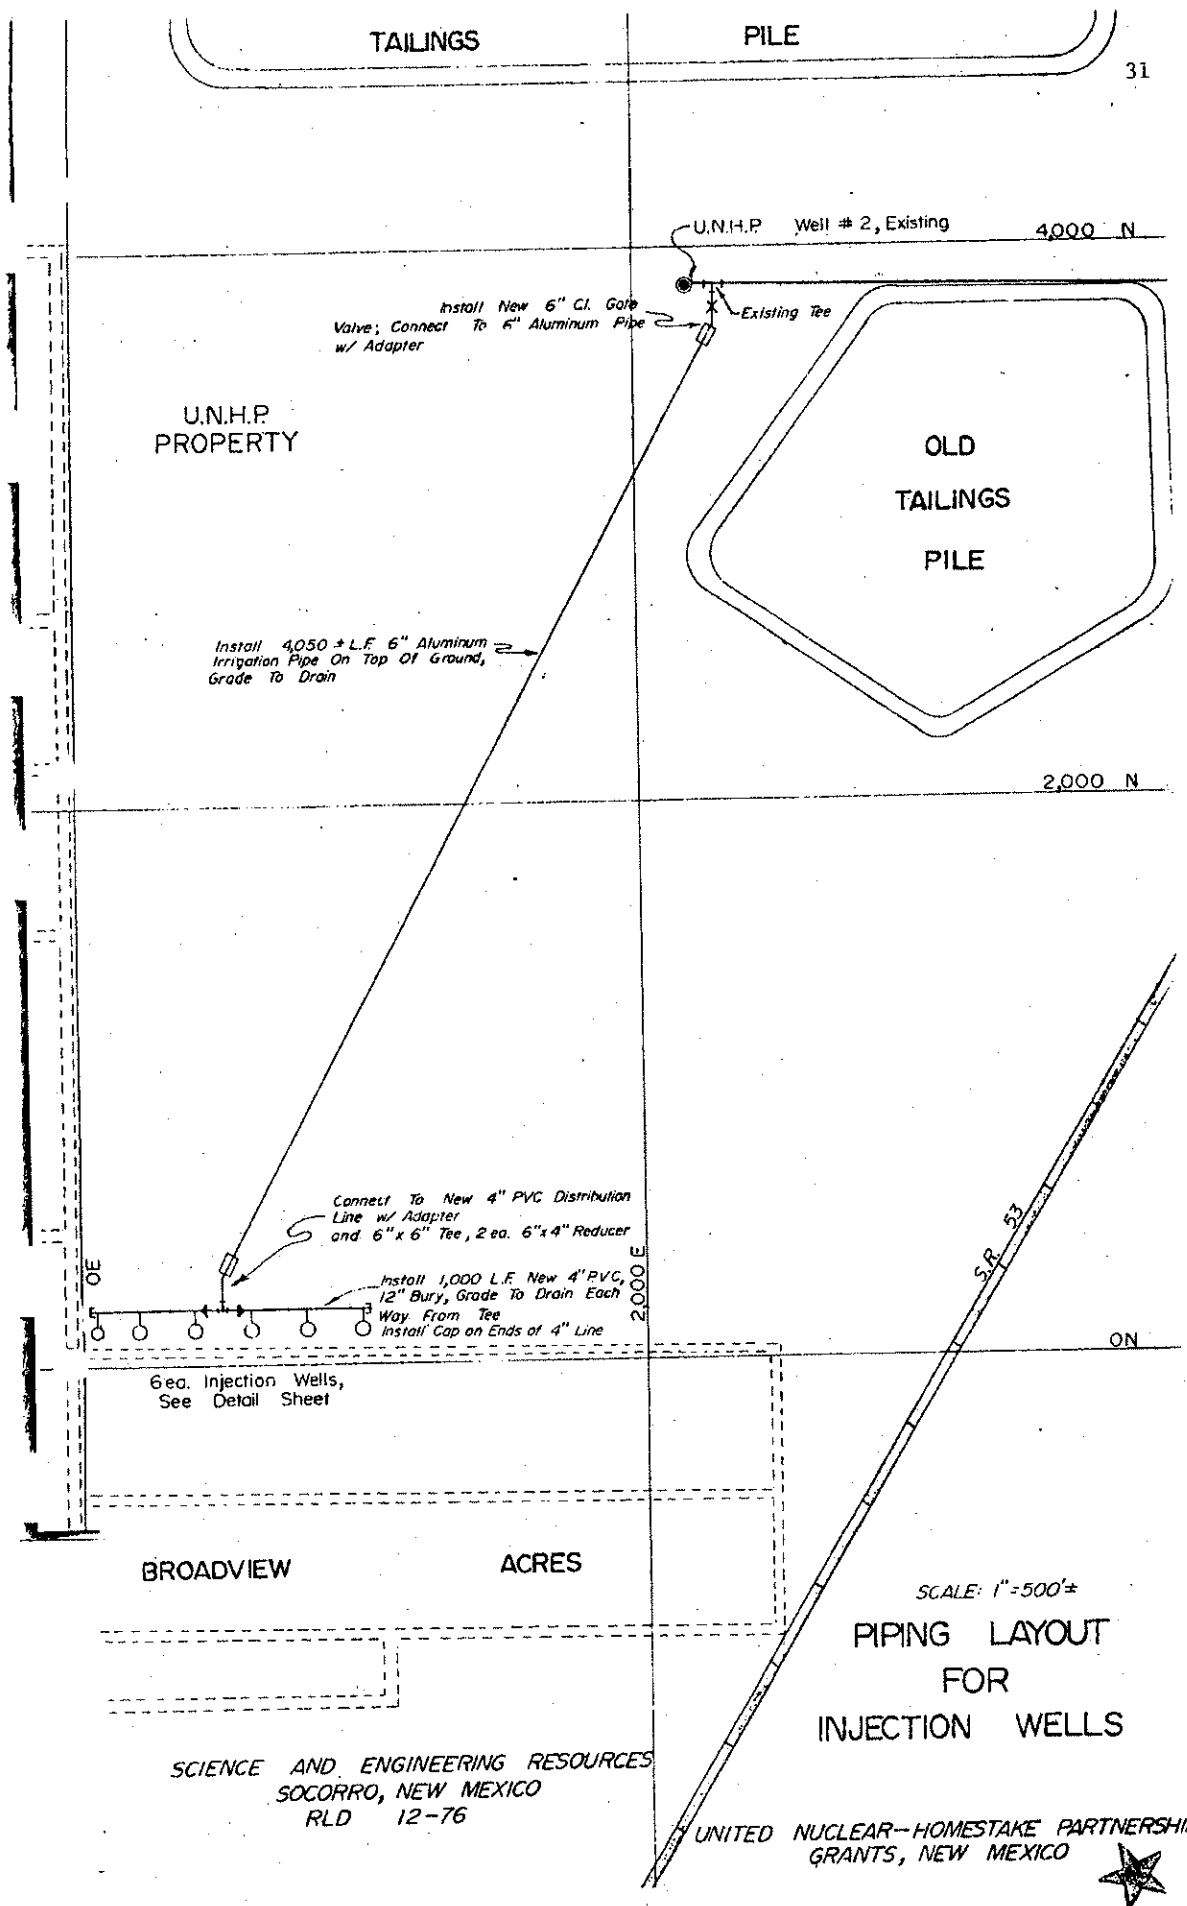 TAILINGS PILE
31
U.N.H.P. Well # 2, Existing
4,000 N
Install New 6" C.I. Gate
Valve; Connect To 6" Aluminum Pipe
w/ Adapter
Existing Tee
U.N.H.P.
PROPERTY
OLD
TAILINGS
PILE
Install 4,050 ± L.F. 6" Aluminum
Irrigation Pipe On Top Of Ground,
Grade To Drain
2,000 N
Connect To New 4" PVC Distribution
Line w/ Adapter
and 6" x 6" Tee, 2 ea. 6" x 4" Reducer
S.R. 53
OE
2,000 E
Install 1,000 L.F. New 4" PVC,
12" Bury, Grade To Drain Each
Way From Tee
Install Cap on Ends of 4" Line
ON
6 ea. Injection Wells,
See Detail Sheet
BROADVIEW ACRES
SCALE: 1"=500'±
PIPING LAYOUT
FOR
INJECTION WELLS
SCIENCE AND ENGINEERING RESOURCES
SOCORRO, NEW MEXICO
RLD 12-76
UNITED NUCLEAR-HOMESTAKE PARTNERSHI
GRANTS, NEW MEXICO